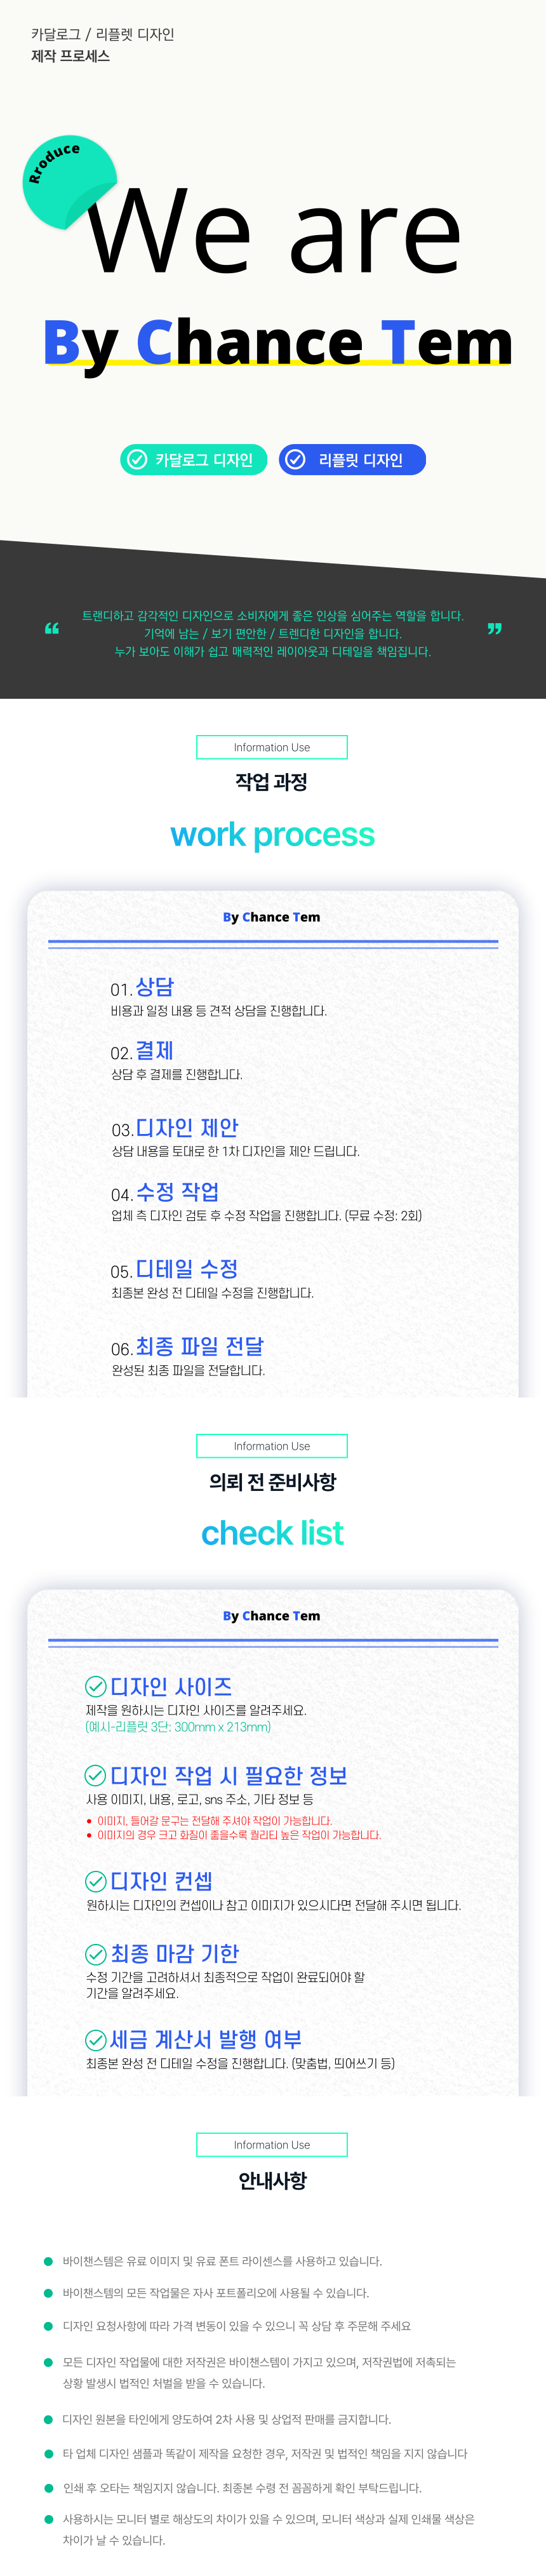 카달로그 / 리플렛 디자인
제작 프로세스
Rroduce
We are
By Chance Tem
카달로그 디자인
리플릿 디자인
트랜디하고 감각적인 디자인으로 소비자에게 좋은 인상을 심어주는 역할을 합니다.
“ 기억에 남는 / 보기 편안한 / 트렌디한 디자인을 합니다. ”
누가 보아도 이해가 쉽고 매력적인 레이아웃과 디테일을 책임집니다.
Information Use
작업 과정
work process
By Chance Tem
01. 상담
비용과 일정 내용 등 견적 상담을 진행합니다.
02. 결제
상담 후 결제를 진행합니다.
03. 디자인 제안
상담 내용을 토대로 한 1차 디자인을 제안 드립니다.
04. 수정 작업
업체 측 디자인 검토 후 수정 작업을 진행합니다. (무료 수정: 2회)
05. 디테일 수정
최종본 완성 전 디테일 수정을 진행합니다.
06. 최종 파일 전달
완성된 최종 파일을 전달합니다.
Information Use
의뢰 전 준비사항
check list
By Chance Tem
디자인 사이즈
제작을 원하시는 디자인 사이즈를 알려주세요.
(예시-리플릿 3단: 300mm x 213mm)
디자인 작업 시 필요한 정보
사용 이미지, 내용, 로고, sns 주소, 기타 정보 등
• 이미지, 들어갈 문구는 전달해 주셔야 작업이 가능합니다.
• 이미지의 경우 크고 화질이 좋을수록 퀄리티 높은 작업이 가능합니다.
디자인 컨셉
원하시는 디자인의 컨셉이나 참고 이미지가 있으시다면 전달해 주시면 됩니다.
최종 마감 기한
수정 기간을 고려하셔서 최종적으로 작업이 완료되어야 할
기간을 알려주세요.
세금 계산서 발행 여부
최종본 완성 전 디테일 수정을 진행합니다. (맞춤법, 띄어쓰기 등)
Information Use
안내사항
바이챈스템은 유료 이미지 및 유료 폰트 라이센스를 사용하고 있습니다.
바이챈스템의 모든 작업물은 자사 포트폴리오에 사용될 수 있습니다.
디자인 요청사항에 따라 가격 변동이 있을 수 있으니 꼭 상담 후 주문해 주세요
모든 디자인 작업물에 대한 저작권은 바이챈스템이 가지고 있으며, 저작권법에 저촉되는
상황 발생시 법적인 처벌을 받을 수 있습니다.
디자인 원본을 타인에게 양도하여 2차 사용 및 상업적 판매를 금지합니다.
타 업체 디자인 샘플과 똑같이 제작을 요청한 경우, 저작권 및 법적인 책임을 지지 않습니다
인쇄 후 오타는 책임지지 않습니다. 최종본 수령 전 꼼꼼하게 확인 부탁드립니다.
사용하시는 모니터 별로 해상도의 차이가 있을 수 있으며, 모니터 색상과 실제 인쇄물 색상은
차이가 날 수 있습니다.